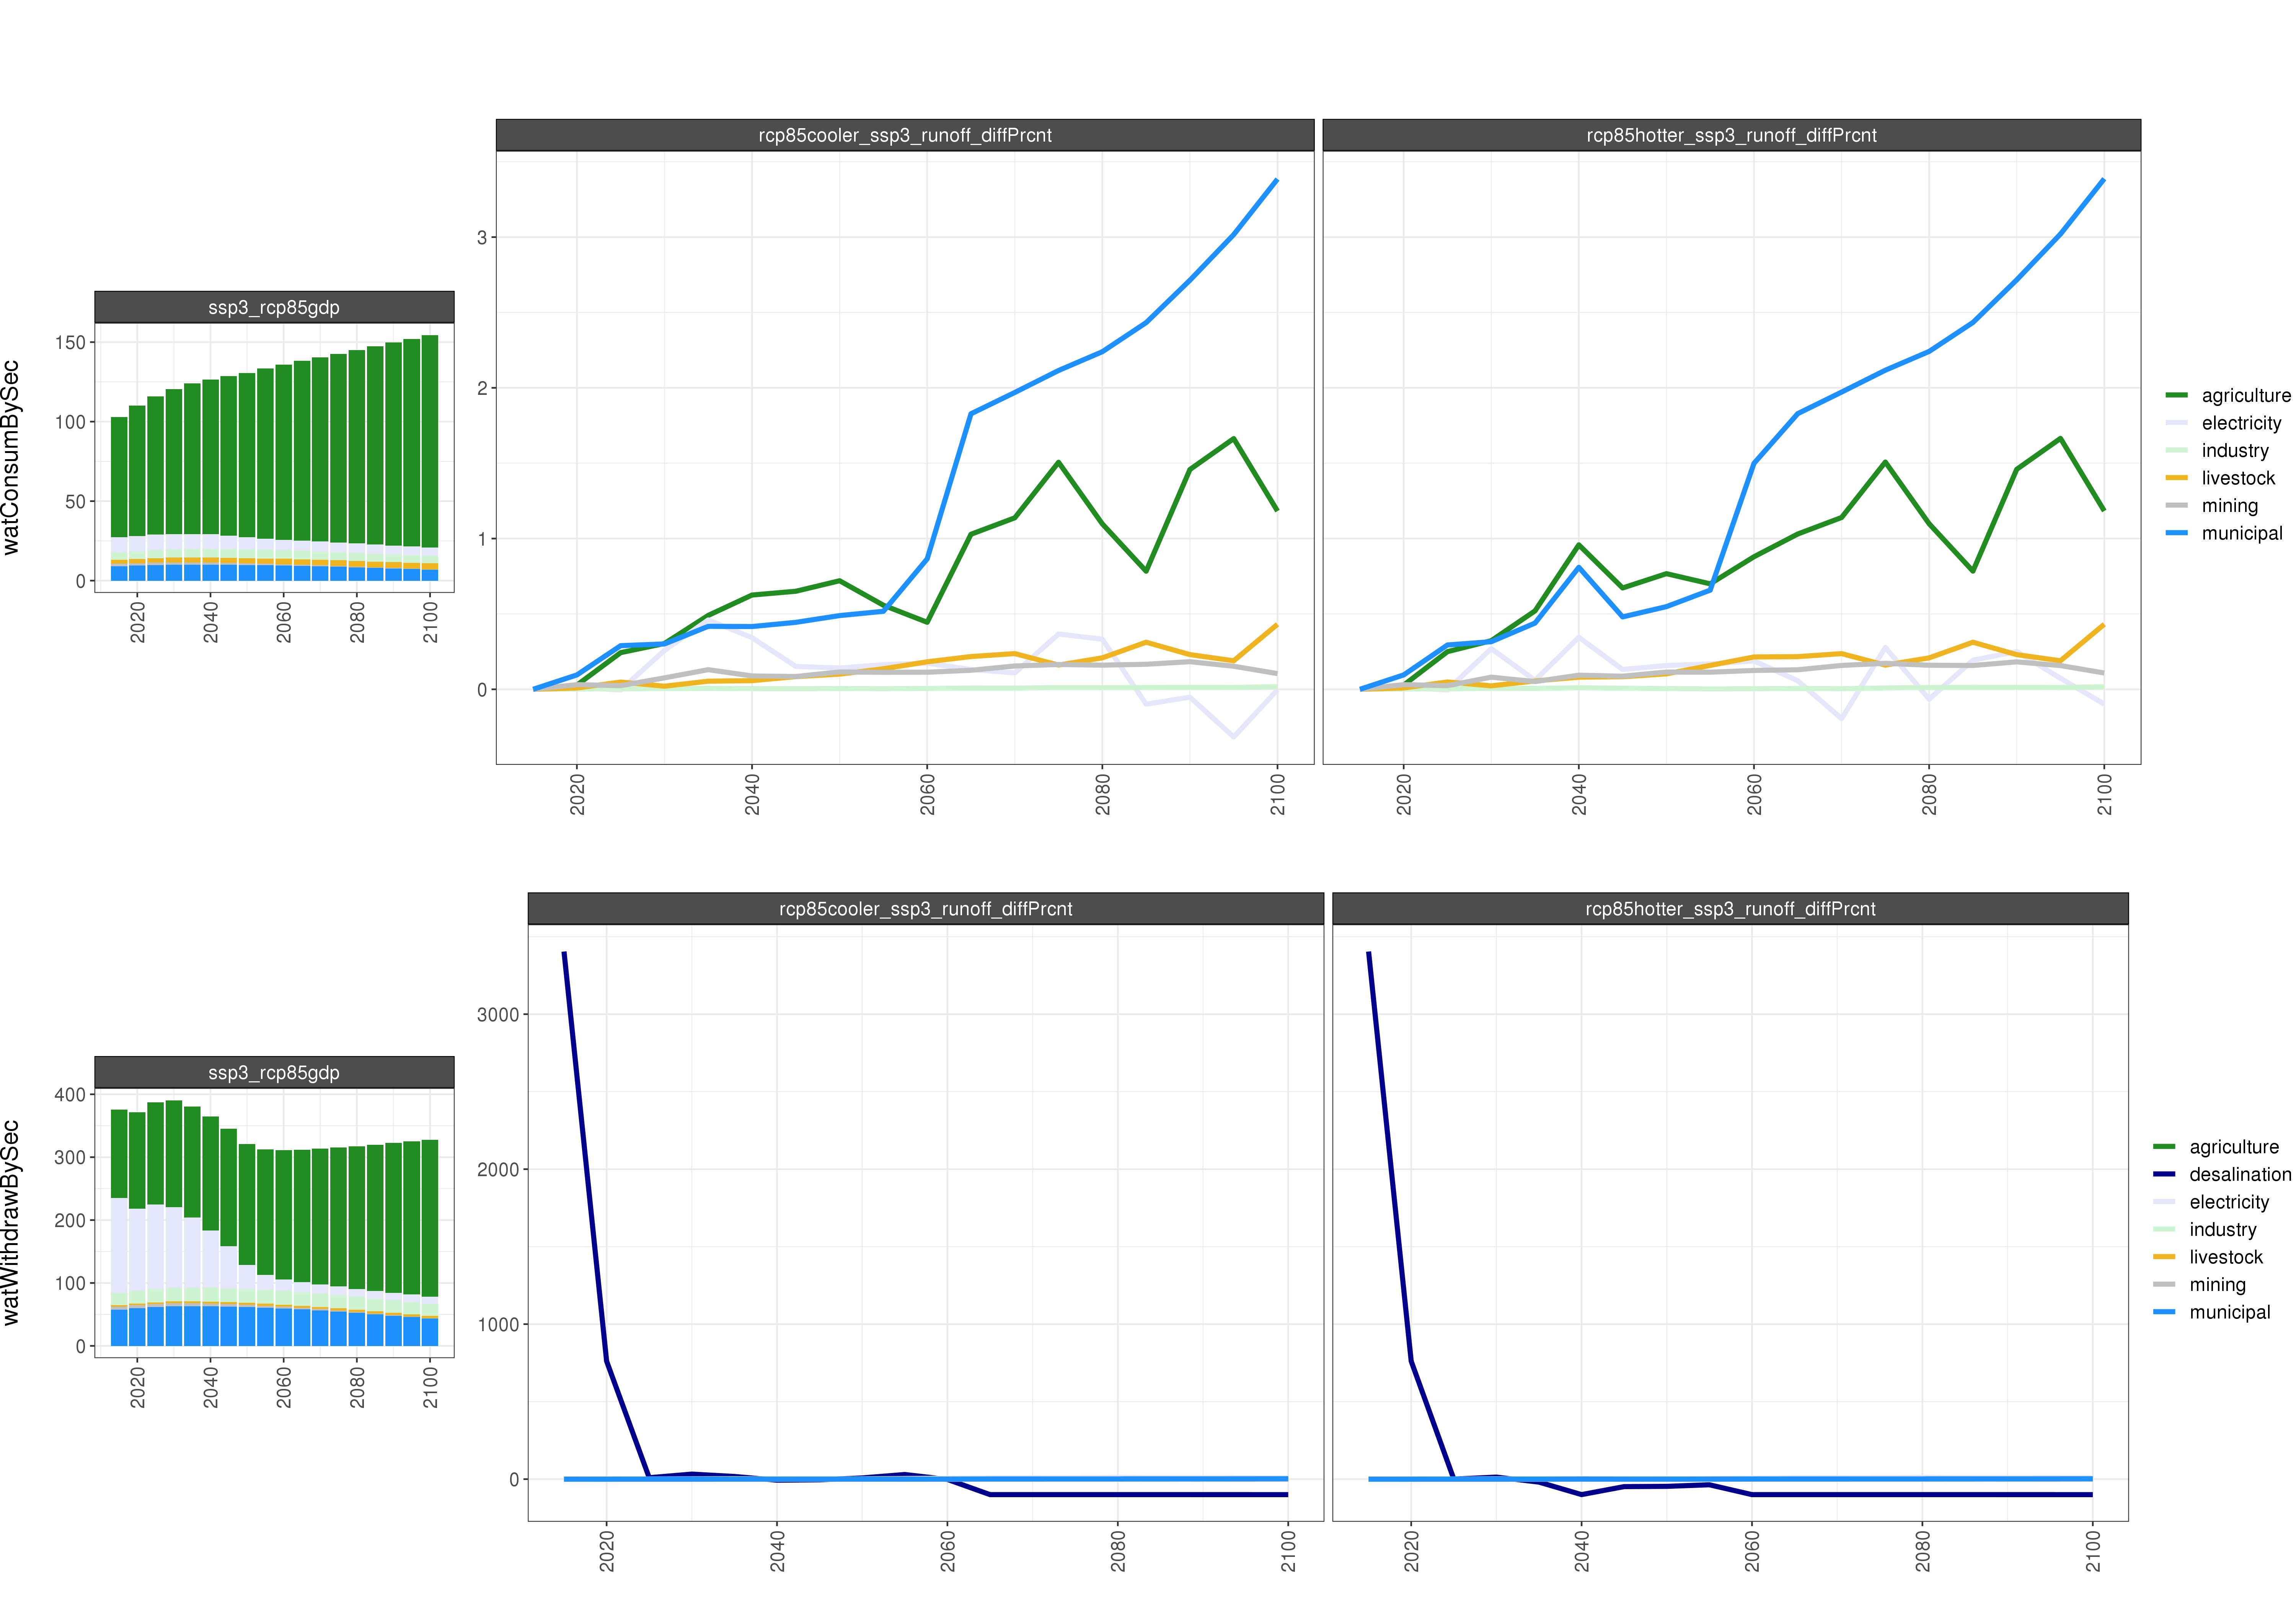 watConsumBySec
ssp3_rcp85gdp
150
100
50
0
2020
2040
2060
2080
2100
rcp85cooler_ssp3_runoff_diffPrcnt
rcp85hotter_ssp3_runoff_diffPrcnt
3
2
1
0
2020
2040
2060
2080
2100
2020
2040
2060
2080
2100
agriculture
electricity
industry
livestock
mining
municipal
watWithdrawBySec
ssp3_rcp85gdp
400
300
200
100
0
2020
2040
2060
2080
2100
rcp85cooler_ssp3_runoff_diffPrcnt
rcp85hotter_ssp3_runoff_diffPrcnt
3000
2000
1000
0
2020
2040
2060
2080
2100
2020
2040
2060
2080
2100
agriculture
desalination
electricity
industry
livestock
mining
municipal